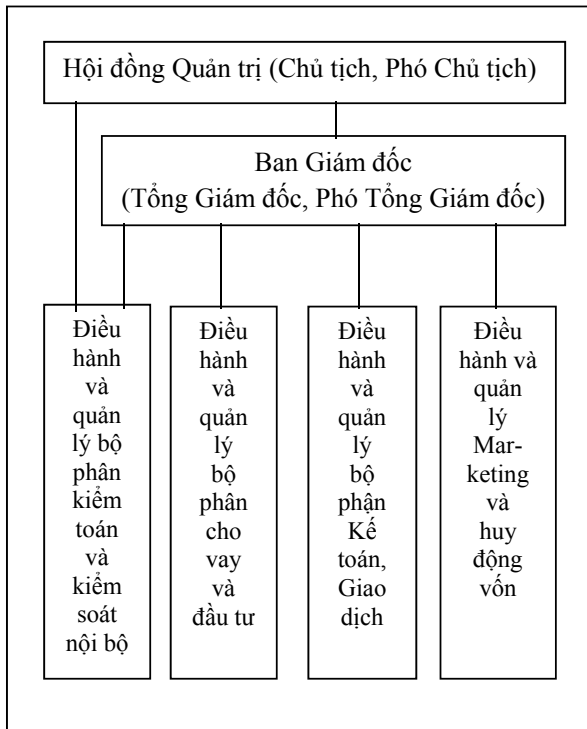 Hội đồng Quản trị (Chủ tịch, Phó Chủ tịch)
Ban Giám đốc
(Tổng Giám đốc, Phó Tổng Giám đốc)
Điều
hành
và
quản
lý bộ
phân
kiểm
toán
và
kiểm
soát
nội bộ
Điều
hành
và
quản
lý
bộ
phân
cho
vay
và
đầu tư
Điều
hành
và
quản
lý
bộ
phận
Kế
toán,
Giao
dịch
Điều
hành và
quản
lý
Mar-
keting
và
huy
động
vốn